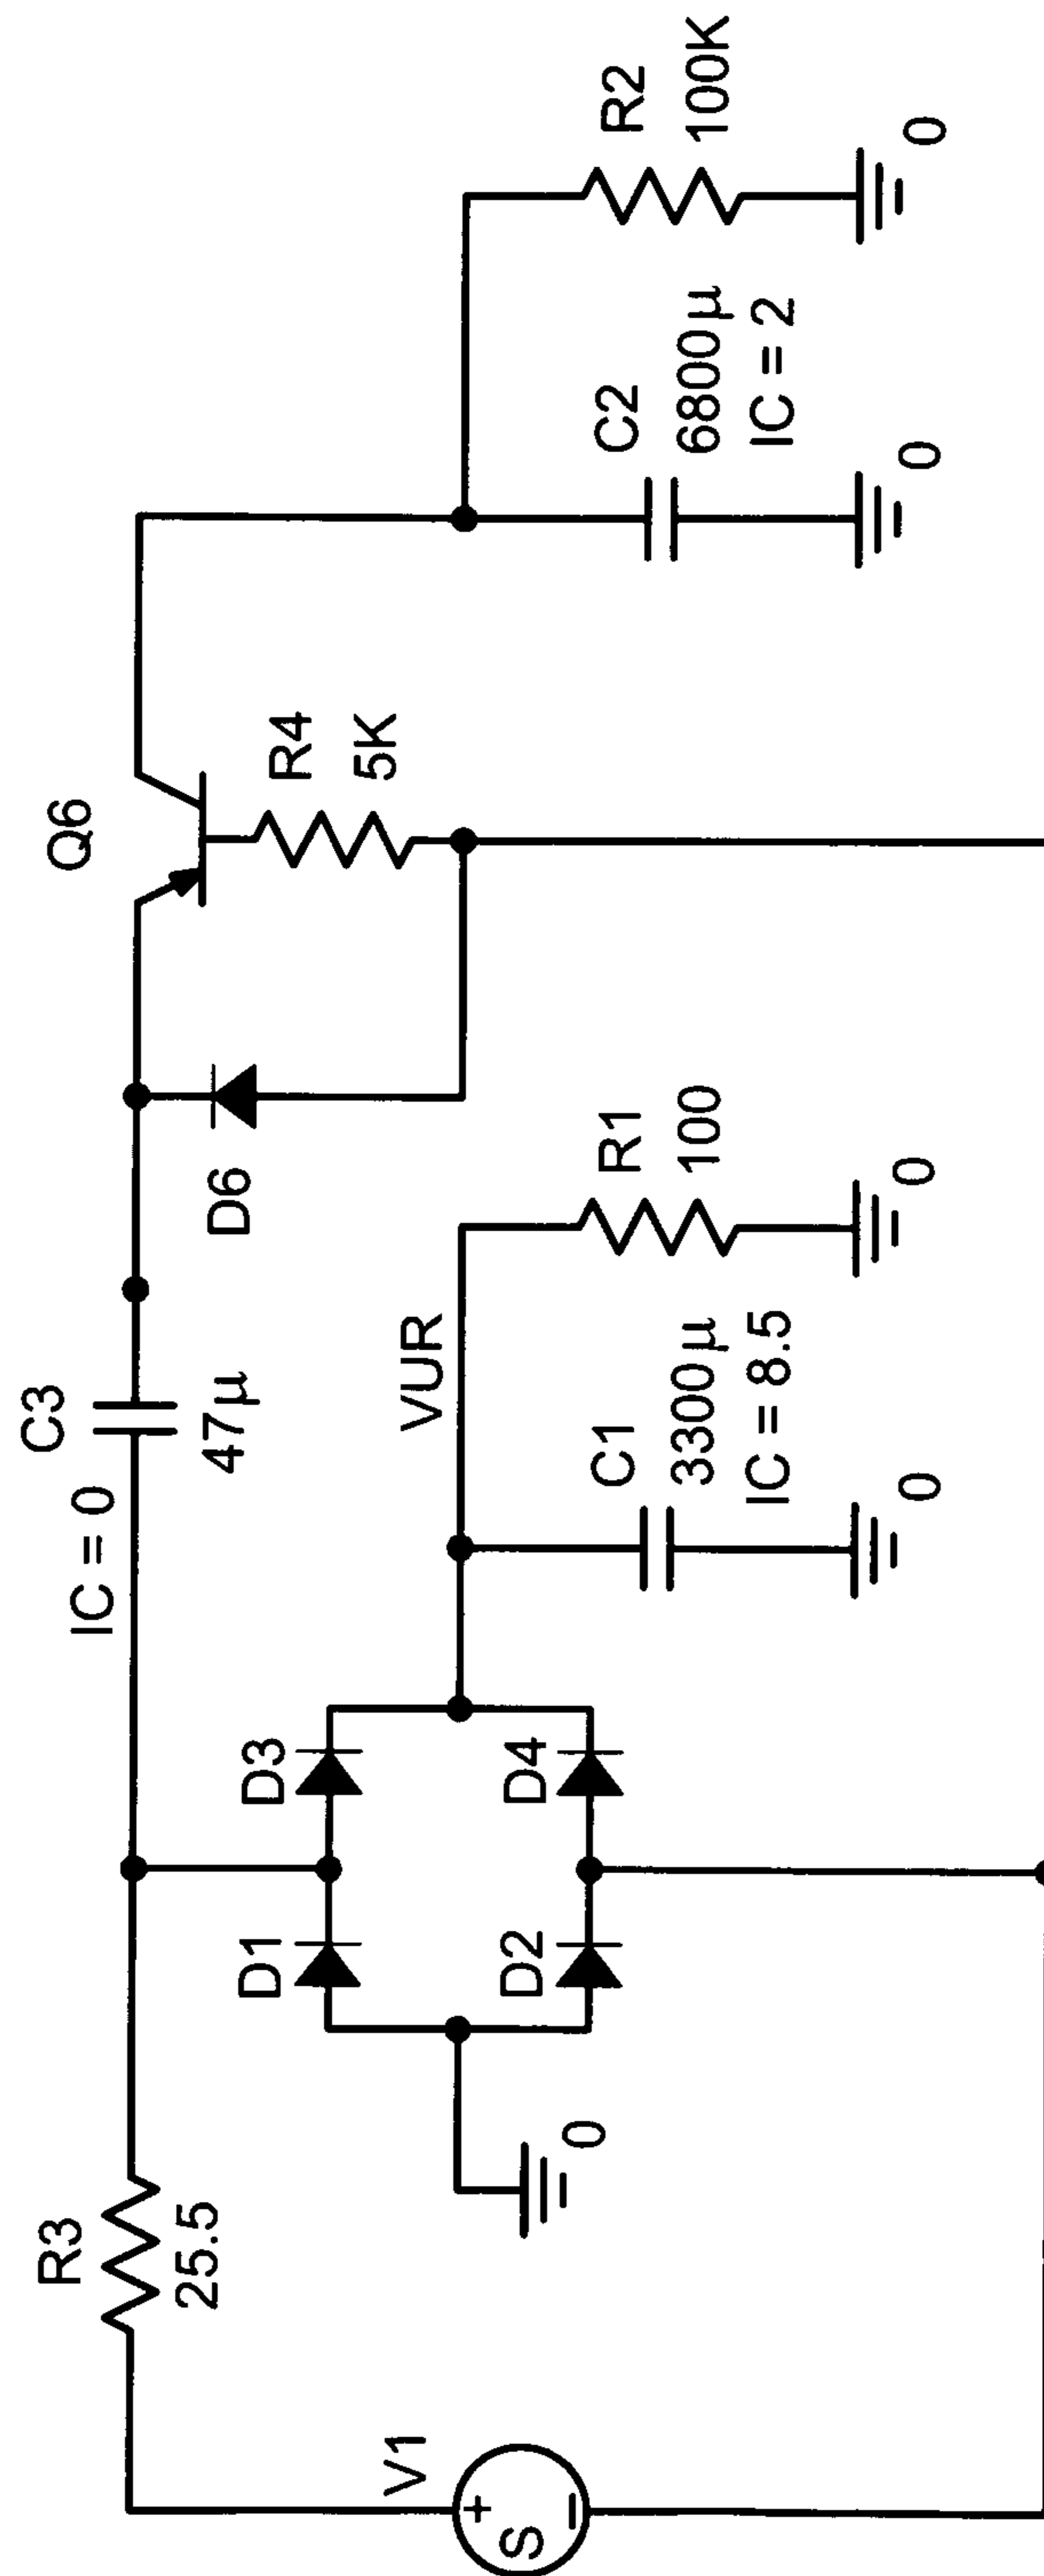 V1
+
S
−
R3
25.5
0
D1
D2
D3
D4
IC = 0
C3
47µ
VUR
C1
3300µ
IC = 8.5
0
R1
100
0
D6
Q6
R4
5K
C2
6800µ
IC = 2
0
R2
100K
0